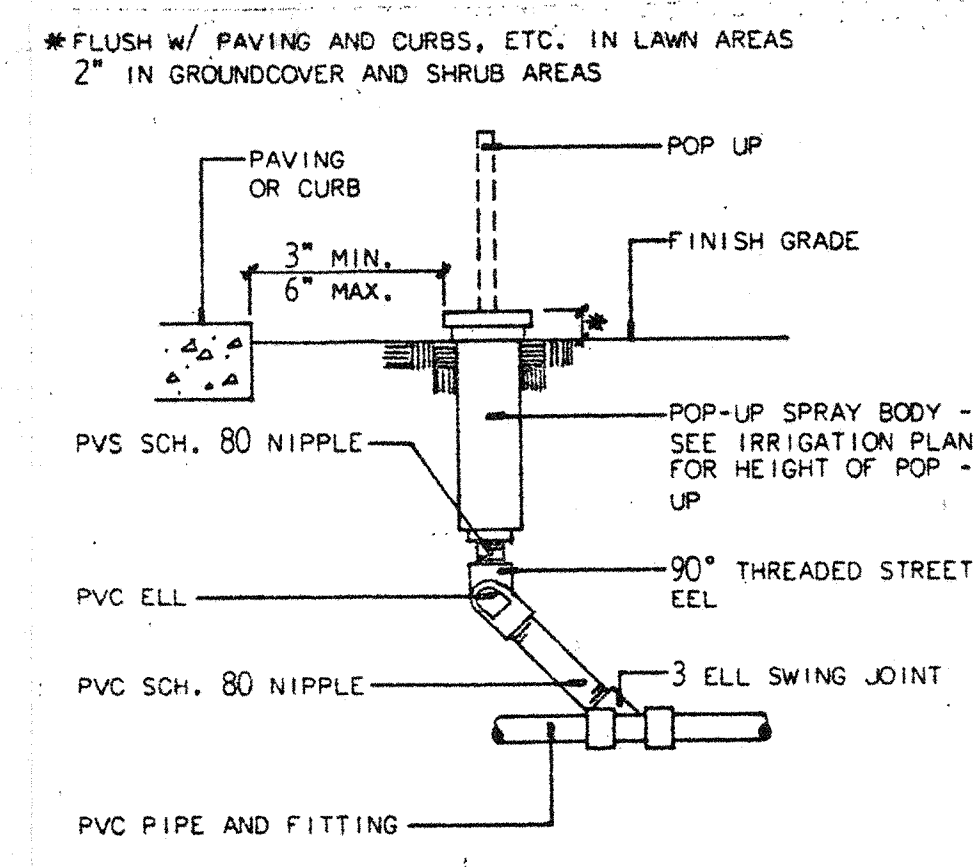 *FLUSH W/ PAVING AND CURBS, ETC. IN LAWN AREAS
2" IN GROUNDCOVER AND SHRUB AREAS
PAVING
OR CURB
POP UP
FINISH GRADE
3" MIN.
6" MAX.
*
POP-UP SPRAY BODY -
SEE IRRIGATION PLAN
FOR HEIGHT OF POP -
UP
PVS SCH. 80 NIPPLE
90° THREADED STREET
EEL
PVC ELL
PVC SCH. 80 NIPPLE
3 ELL SWING JOINT
PVC PIPE AND FITTING